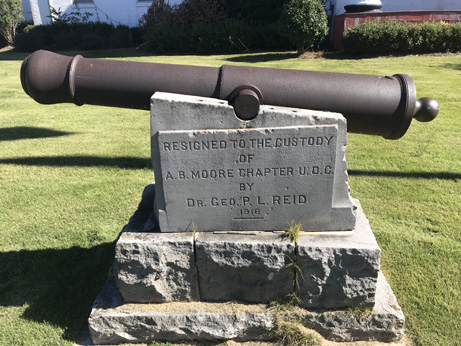 RESIGNED TO THE CUSTODY
OF
A.B. MOORE CHAPTER U.D.C.
BY
DR. GEO. P. L. REID
1916